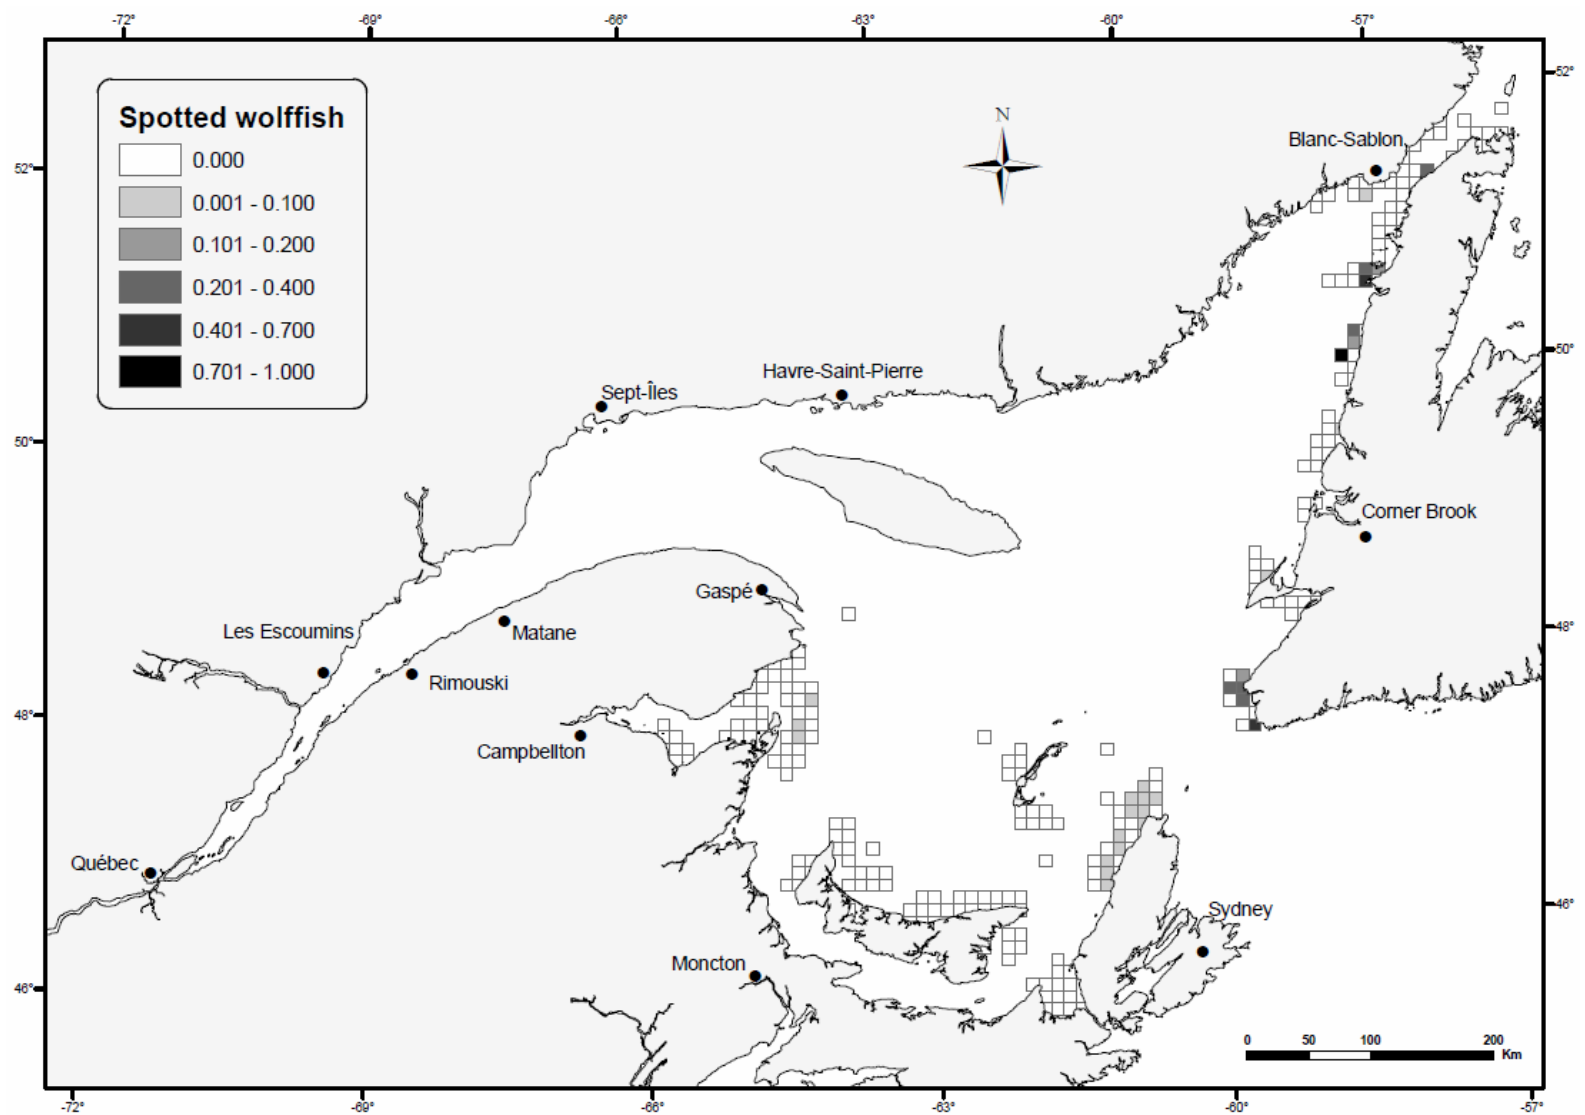 -72° -69° -66° -63° -60° -57°
52°
Spotted wolffish
0.000
0.001 - 0.100
0.101 - 0.200
0.201 - 0.400
0.401 - 0.700
0.701 - 1.000
N
Blanc-Sablon
52°
50°
Havre-Saint-Pierre
Sept-Îles
50°
Corner Brook
Gaspé
Les Escoumins
Matane
48°
Rimouski
48°
Campbellton
Québec
46°
Sydney
Moncton
46°
0 50 100 200
Km
-72° -69° -66° -63° -60° -57°